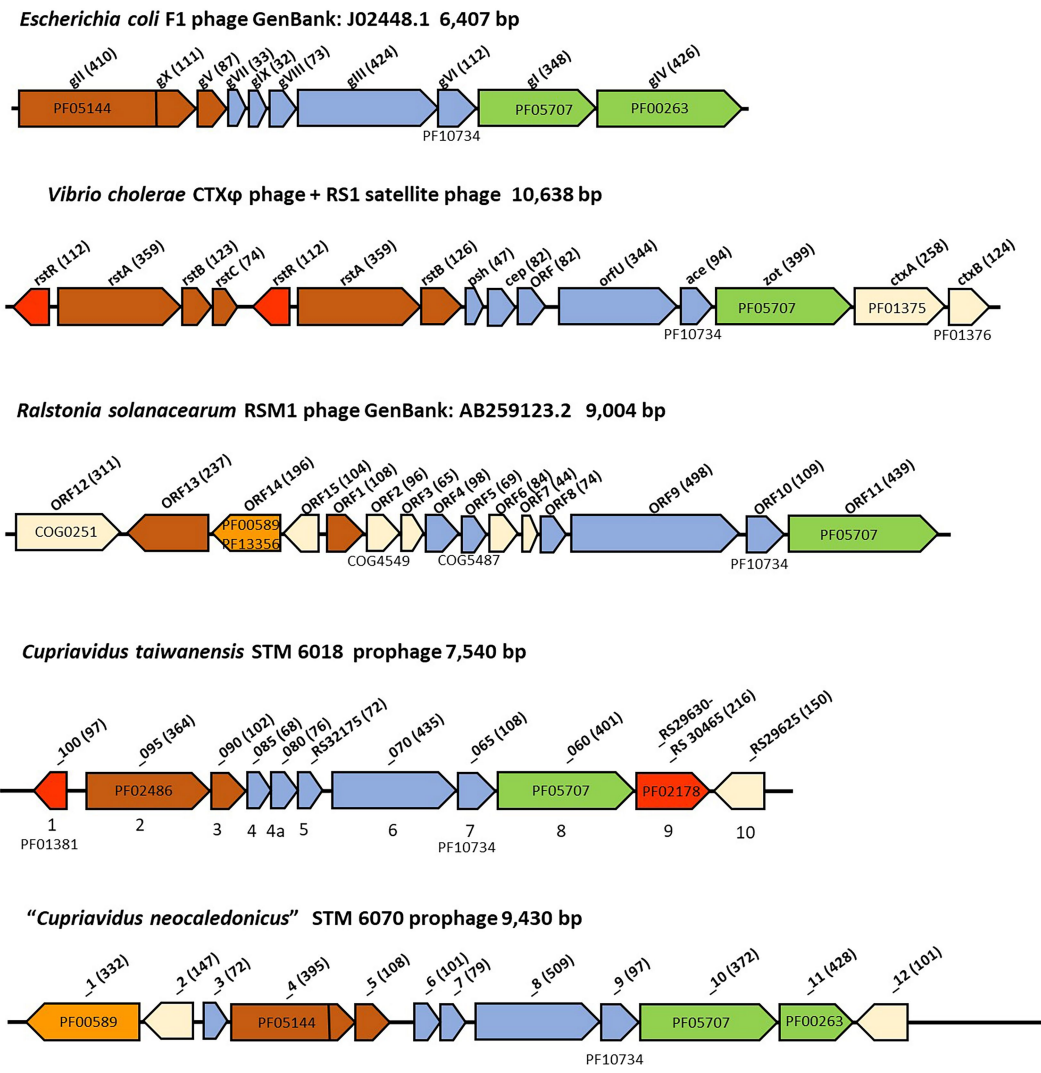 Escherichia coli F1 phage GenBank: J02448.1 6,407 bp
gII (410) gX (111) gV (87) gVII (33) gIX (32) gVIII (73) gIII (424) gVI (112) gI (348) gIV (426)
PF05144 PF05707 PF00263
PF10734
Vibrio cholerae CTXφ phage + RS1 satellite phage 10,638 bp
rstR (112) rstA (359) rstB (123) rstC (74) rstR (112) rstA (359) rstB (126) psh (47) cep (82) ORF (82) orfU (344) ace (94) zot (399) ctxA (258) ctxB (124)
PF05707 PF01375
PF10734 PF01376
Ralstonia solanacearum RSM1 phage GenBank: AB259123.2 9,004 bp
ORF12 (311) ORF13 (237) ORF14 (196) ORF15 (104) ORF1 (108) ORF2 (96) ORF3 (65) ORF4 (98) ORF5 (69) ORF6 (84) ORF7 (44) ORF8 (74) ORF9 (498) ORF10 (109) ORF11 (439)
COG0251 PF00589 PF05707
PF13356
COG4549 COG5487 PF10734
Cupriavidus taiwanensis STM 6018 prophage 7,540 bp
_100 (97) _095 (364) _090 (102) _085 (68) _080 (76) _RS32175 (72) _070 (435) _065 (108) _060 (401) _RS29630- _RS29625 (150)
_RS 30465 (216)
PF02486 PF05707 PF02178
1 2 3 4 4a 5 6 7 8 9 10
PF01381 PF10734
“Cupriavidus neocaledonicus” STM 6070 prophage 9,430 bp
_1 (332) _2 (147) _3 (72) _4 (395) _5 (108) _6 (101) _7 (79) _8 (509) _9 (97) _10 (372) _11 (428) _12 (101)
PF00589 PF05144 PF05707 PF00263
PF10734